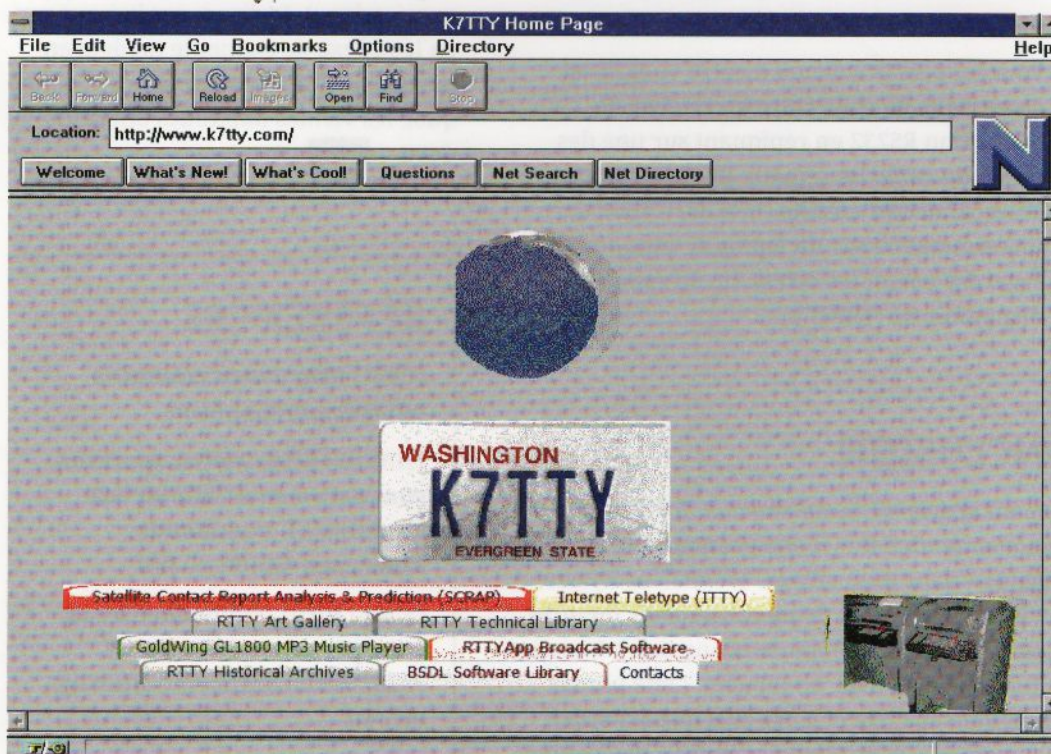 K7TTY Home Page
File Edit View Go Bookmarks Options Directory Help
Back Forward Home Reload Images Open Find Stop
Location: http://www.k7tty.com/
N
Welcome What's New! What's Cool! Questions Net Search Net Directory
WASHINGTON
K7TTY
EVERGREEN STATE
Satellite Contact Report Analysis & Prediction (SCRAP) Internet Teletype (ITTY)
RTTY Art Gallery RTTY Technical Library
GoldWing GL1800 MP3 Music Player RTTYApp Broadcast Software
RTTY Historical Archives BSDL Software Library Contacts